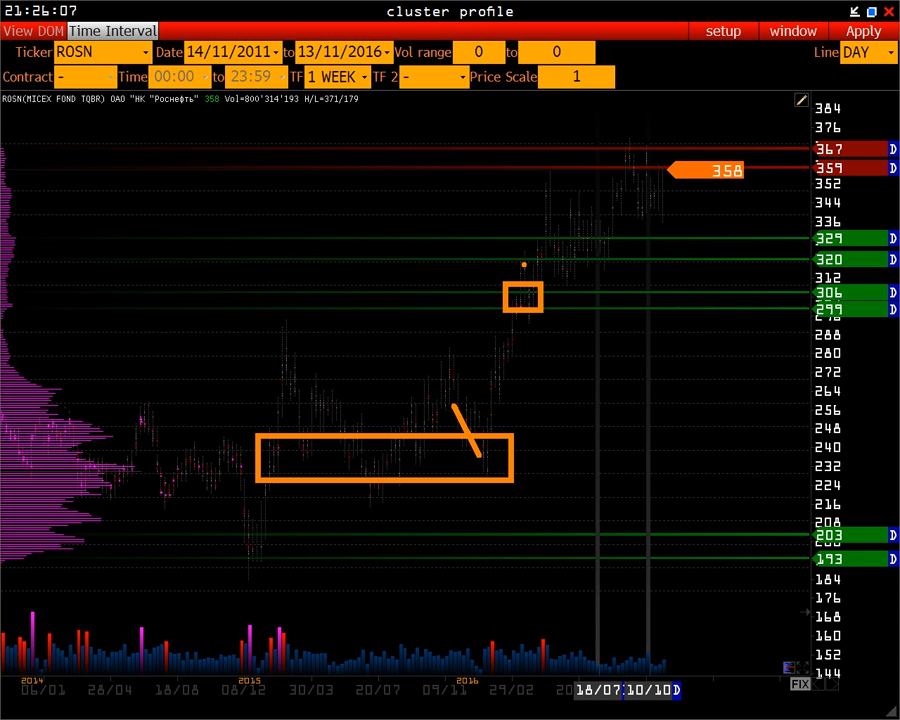 21:26:07 cluster profile
View DOM Time Interval setup window Apply
Ticker ROSN Date 14/11/2011 to 13/11/2016 Vol range 0 to 0 Line DAY
Contract - Time 00:00 to 23:59 TF 1 WEEK TF 2 - Price Scale 1
ROSN(MICEX FOND TQBR) ОАО "НК "Роснефть" 358 Vol=800'314'193 H/L=371/179
384
376
367 D
359 D
358
352
344
336
329 D
320 D
312
306 D
299 D
296
288
280
272
264
256
248
240
232
224
216
208
203 D
193 D
184
176
168
160
152
144
2014 2015 2016
06/01 28/04 18/08 08/12 30/03 20/07 09/11 29/02 18/07 10/10 D
FIX